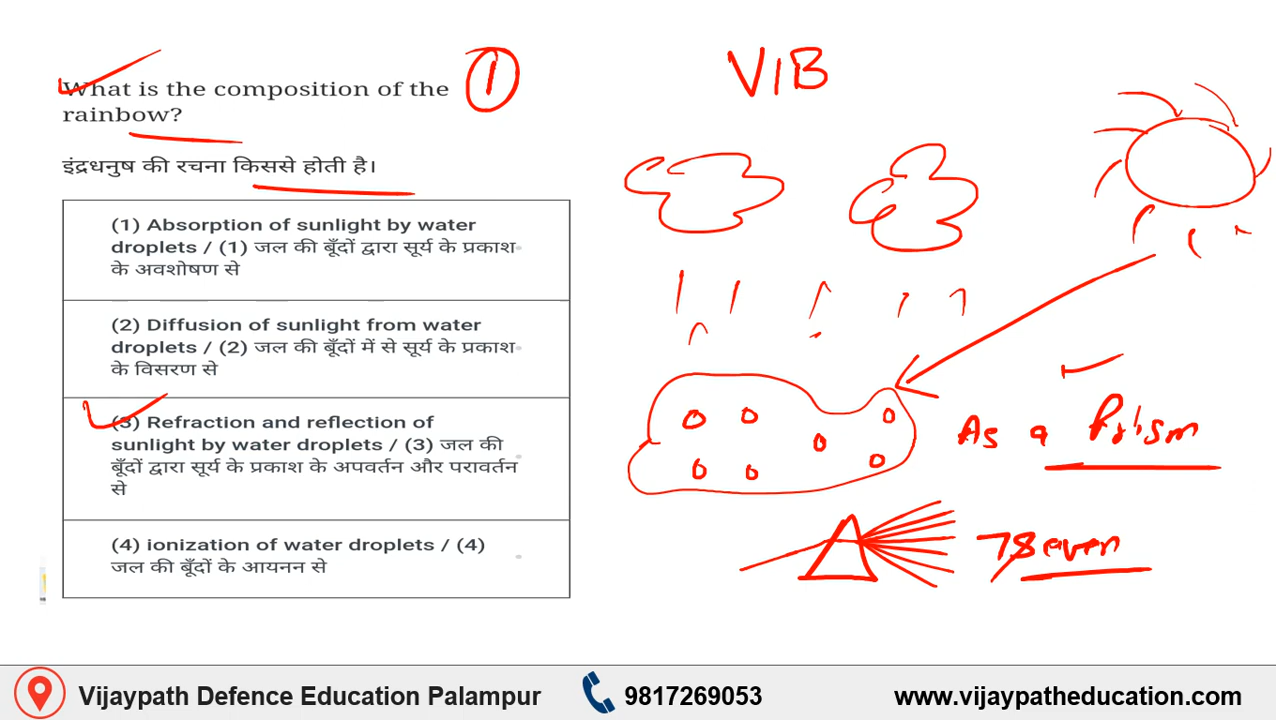 What is the composition of the
rainbow?
1
VIB
इंद्रधनुष की रचना किससे होती है।
(1) Absorption of sunlight by water
droplets / (1) जल की बूँदों द्वारा सूर्य के प्रकाश
के अवशोषण से
(2) Diffusion of sunlight from water
droplets / (2) जल की बूँदों में से सूर्य के प्रकाश
के विसरण से
(3) Refraction and reflection of
sunlight by water droplets / (3) जल की
बूँदों द्वारा सूर्य के प्रकाश के अपवर्तन और परावर्तन
से
(4) ionization of water droplets / (4)
जल की बूँदों के आयनन से
As a Prism
7 Seven
Vijaypath Defence Education Palampur
9817269053
www.vijaypatheducation.com